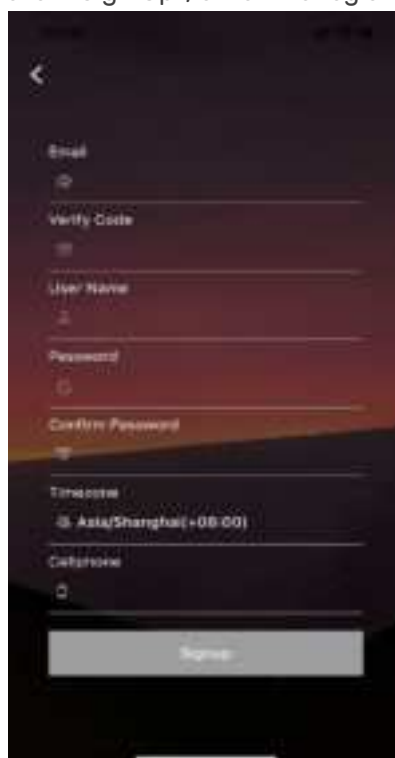 Email
Verify Code
User Name
Password
Confirm Password
Timezone
Asia/Shanghai(+08:00)
Cellphone
Signup